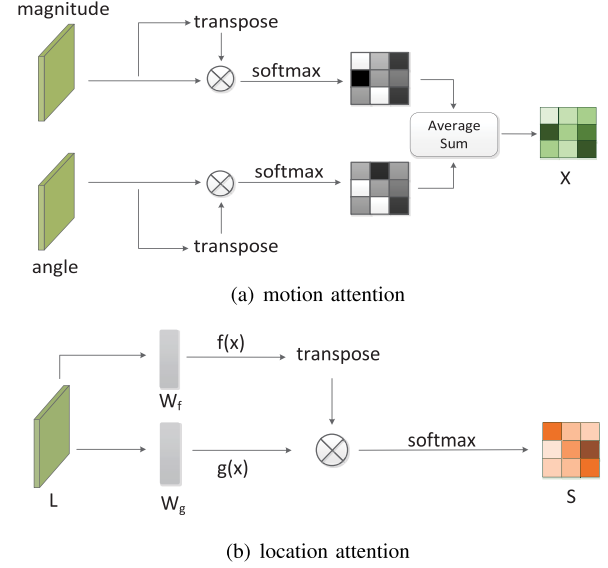 magnitude
transpose
softmax
Average
Sum
X
softmax
transpose
angle
(a) motion attention
f(x)
transpose
Wf
softmax
g(x)
L
Wg
S
(b) location attention